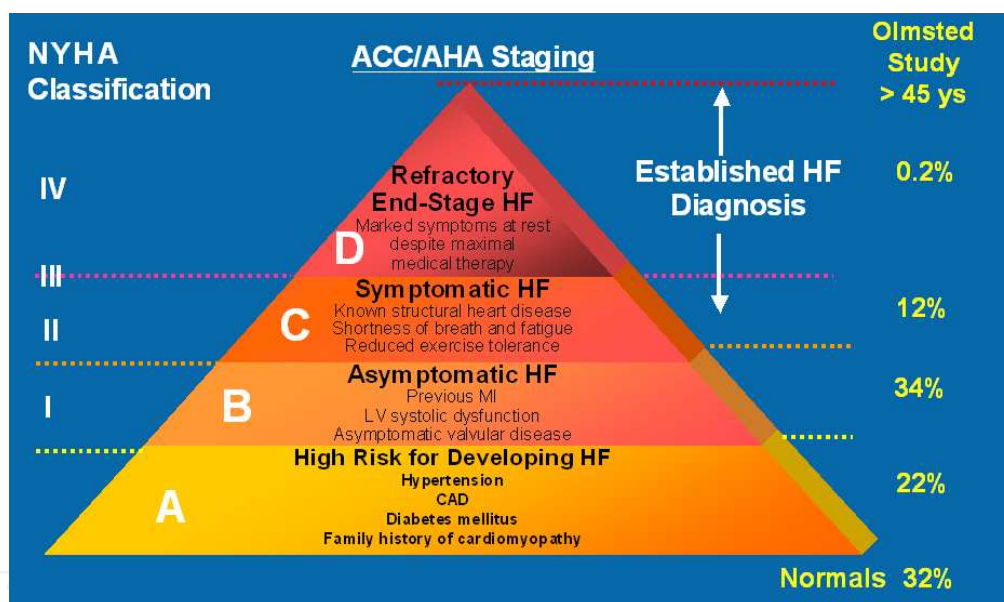 NYHA
Classification
ACC/AHA Staging
Olmsted
Study
> 45 ys
IV
III
II
I
Refractory
End-Stage HF
Marked symptoms at rest
despite maximal
medical therapy
D
Symptomatic HF
Known structural heart disease
Shortness of breath and fatigue
Reduced exercise tolerance
C
Asymptomatic HF
Previous MI
LV systolic dysfunction
Asymptomatic valvular disease
B
High Risk for Developing HF
Hypertension
CAD
Diabetes mellitus
Family history of cardiomyopathy
A
Established HF
Diagnosis
0.2%
12%
34%
22%
Normals 32%